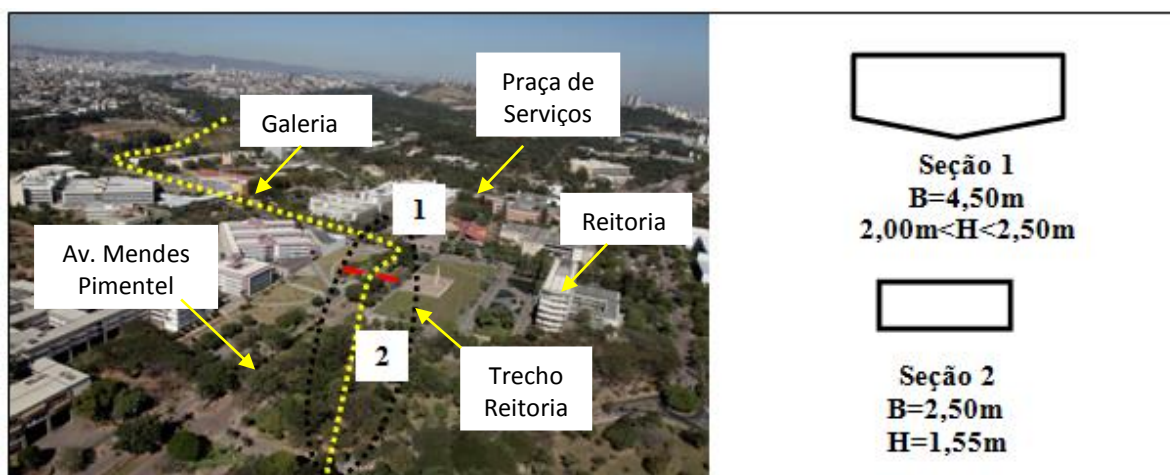 Praça de
Serviços
Galeria
1
Reitoria
Av. Mendes
Pimentel
2
Trecho
Reitoria
Seção 1
B=4,50m
2,00m<H<2,50m
Seção 2
B=2,50m
H=1,55m